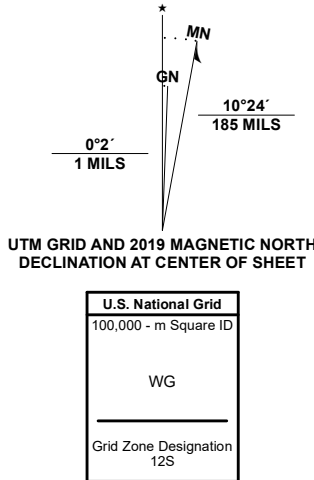 ★
MN
GN
10°24´
185 MILS
0°2´
1 MILS
UTM GRID AND 2019 MAGNETIC NORTH
DECLINATION AT CENTER OF SHEET
U.S. National Grid
100,000 - m Square ID
WG
Grid Zone Designation
12S